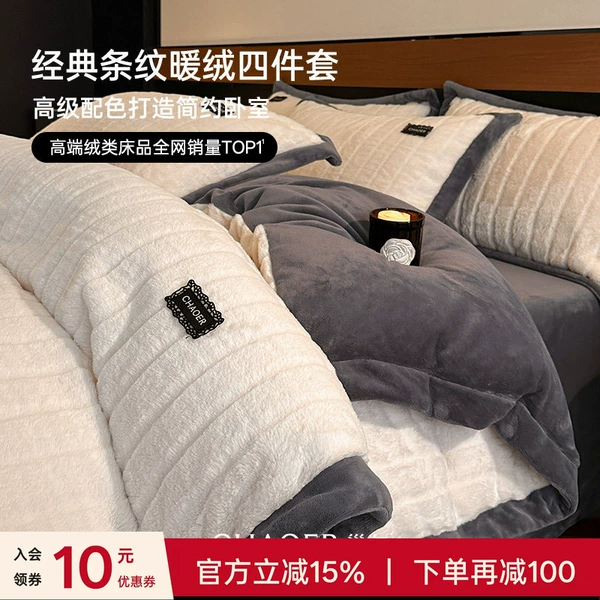 经典条纹暖绒四件套
高级配色打造简约卧室
高端绒类床品全网销量TOP1
CHAOER
CHAOER
CHAOER
入会
领券
10元
优惠券
官方立减15% | 下单再减100